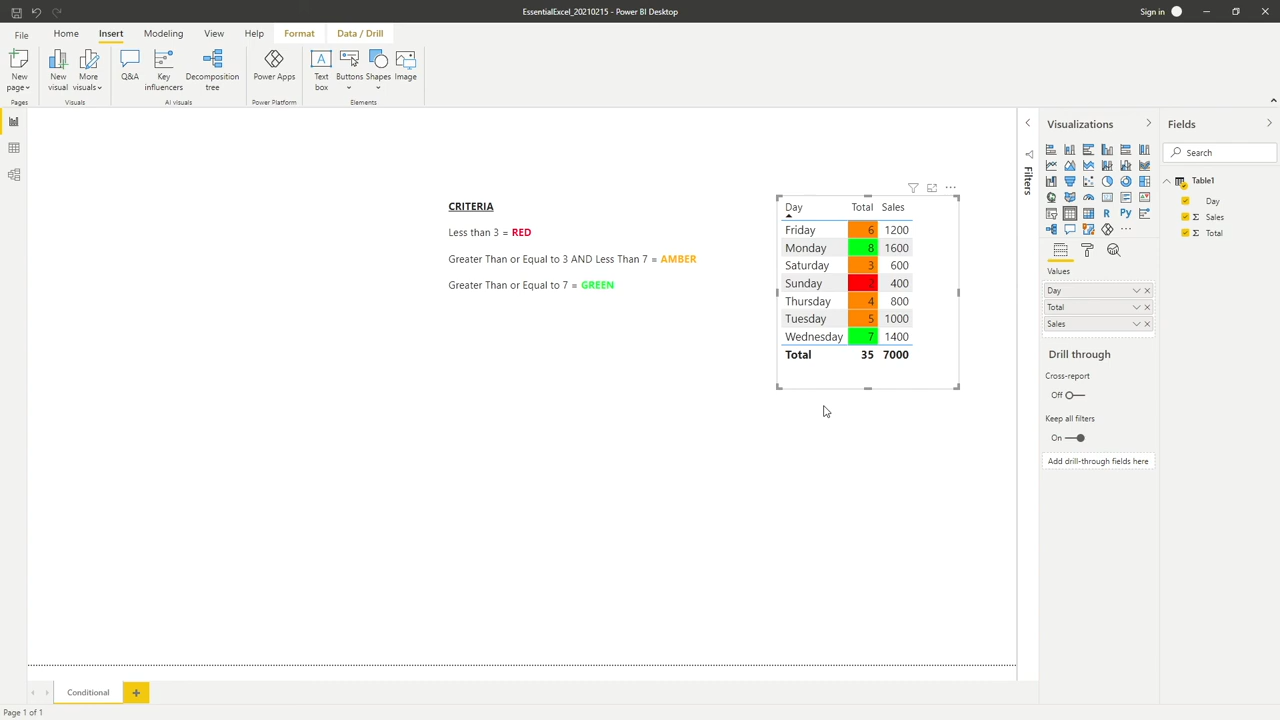 EssentialExcel_20210215 - Power BI Desktop
Sign in
File Home Insert Modeling View Help Format Data / Drill
New page
New visual
More visuals
Q&A
Key influencers
Decomposition tree
Power Apps
Text box
Buttons
Shapes
Image
Pages
Visuals
AI visuals
Power Platform
Elements
CRITERIA
Less than 3 = RED
Greater Than or Equal to 3 AND Less Than 7 = AMBER
Greater Than or Equal to 7 = GREEN
Day Total Sales
Friday 6 1200
Monday 8 1600
Saturday 3 600
Sunday 2 400
Thursday 4 800
Tuesday 5 1000
Wednesday 7 1400
Total 35 7000
Filters
Visualizations
R
Py
Values
Day
Total
Sales
Drill through
Cross-report
Off
Keep all filters
On
Add drill-through fields here
Fields
Search
Table1
Day
Σ Sales
Σ Total
Conditional
Page 1 of 1